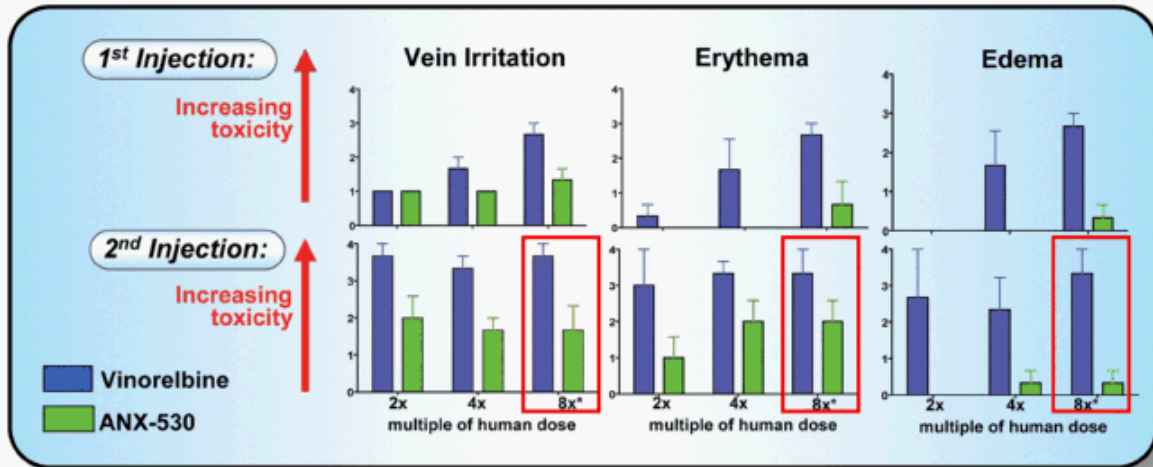 1st Injection:
Increasing
toxicity
Vein Irritation
Erythema
Edema
4
3
2
1
0
4
3
2
1
0
4
3
2
1
0
2nd Injection:
Increasing
toxicity
4
3
2
1
0
4
3
2
1
0
4
3
2
1
0
2x 4x 8x*
2x 4x 8x*
2x 4x 8x*
multiple of human dose
multiple of human dose
multiple of human dose
Vinorelbine
ANX-530